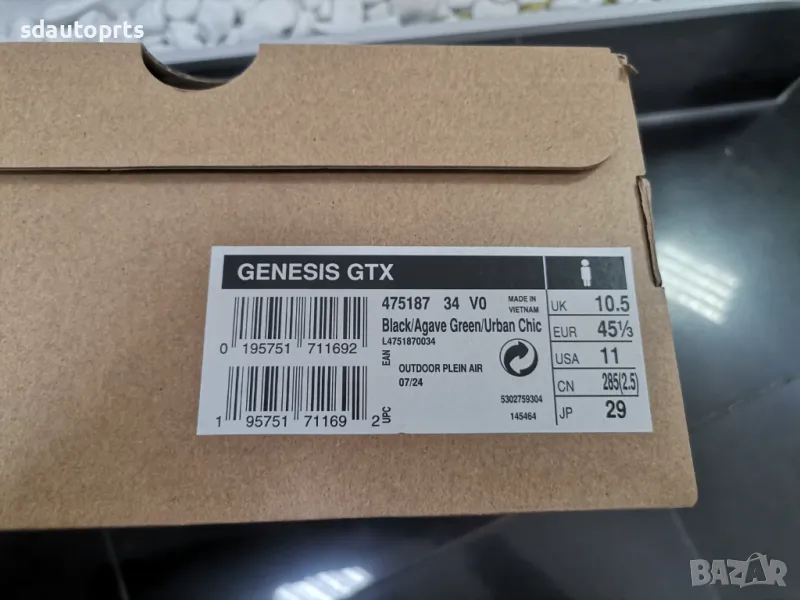 sdautoprts
GENESIS GTX
475187 34 V0
MADE IN
VIETNAM
Black/Agave Green/Urban Chic
L4751870034
EAN
0 195751 711692
OUTDOOR PLEIN AIR
07/24
5302759304
145464
1 95751 71169 2
UPC
UK 10.5
EUR 45⅓
USA 11
CN 285(2.5)
JP 29
BAZAR